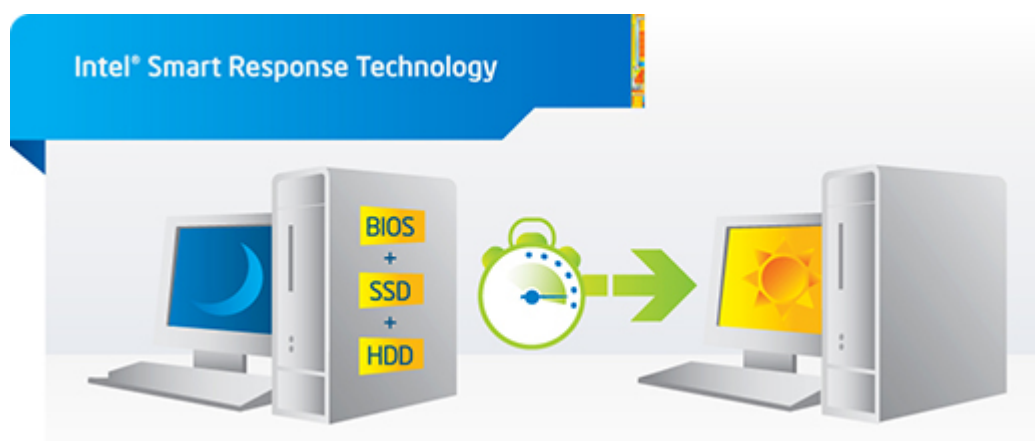 Intel® Smart Response Technology
BIOS
+
SSD
+
HDD